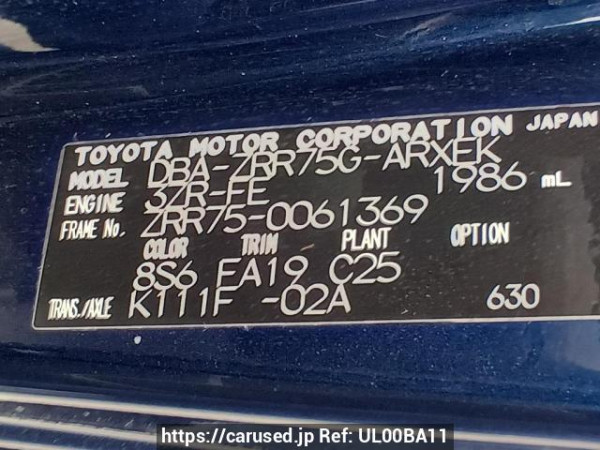 TOYOTA MOTOR CORPORATION JAPAN
MODEL DBA-ZRR75G-ARXEK
ENGINE 3ZR-FE 1986 mL
FRAME No. ZRR75-0061369
COLOR TRIM PLANT OPTION
8S6 EA19 C25
TRANS./AXLE K111F -02A 630
https://carused.jp Ref: UL00BA11